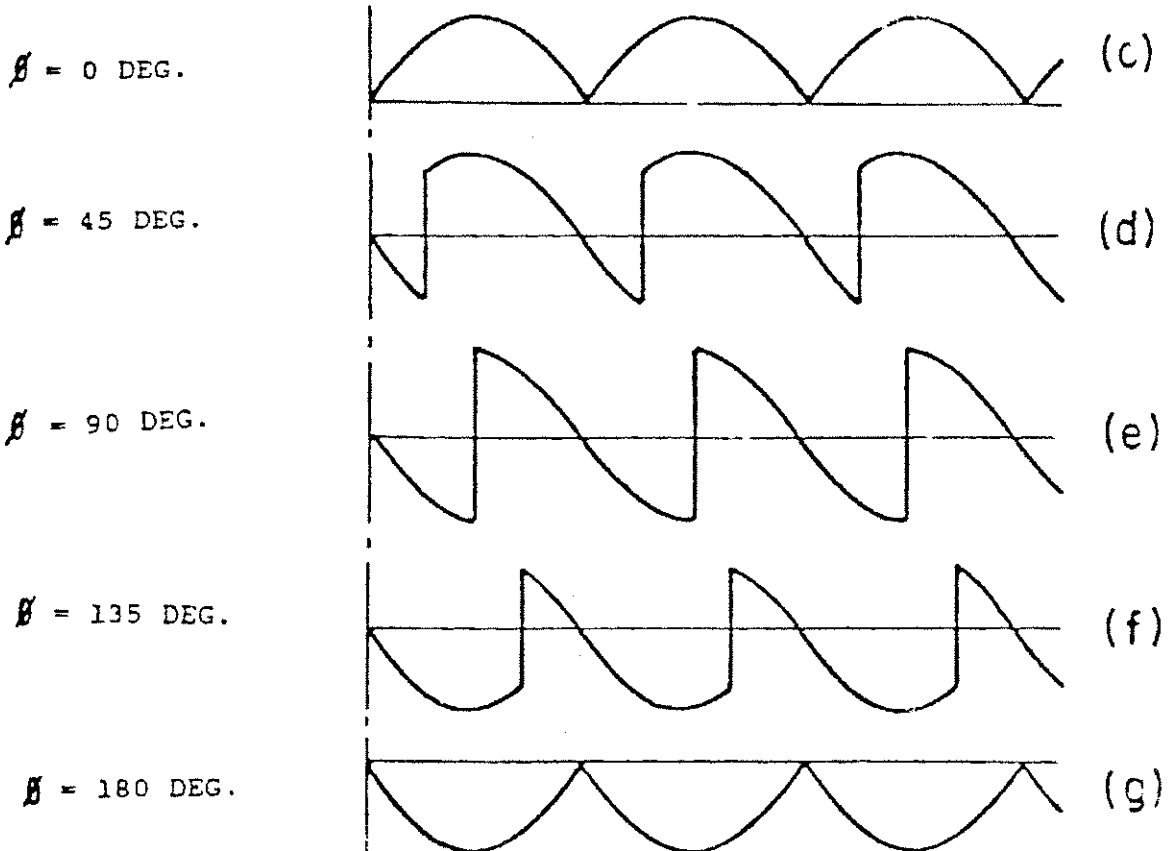 ø = 0 DEG. (c)
ø = 45 DEG. (d)
ø = 90 DEG. (e)
ø = 135 DEG. (f)
ø = 180 DEG. (g)